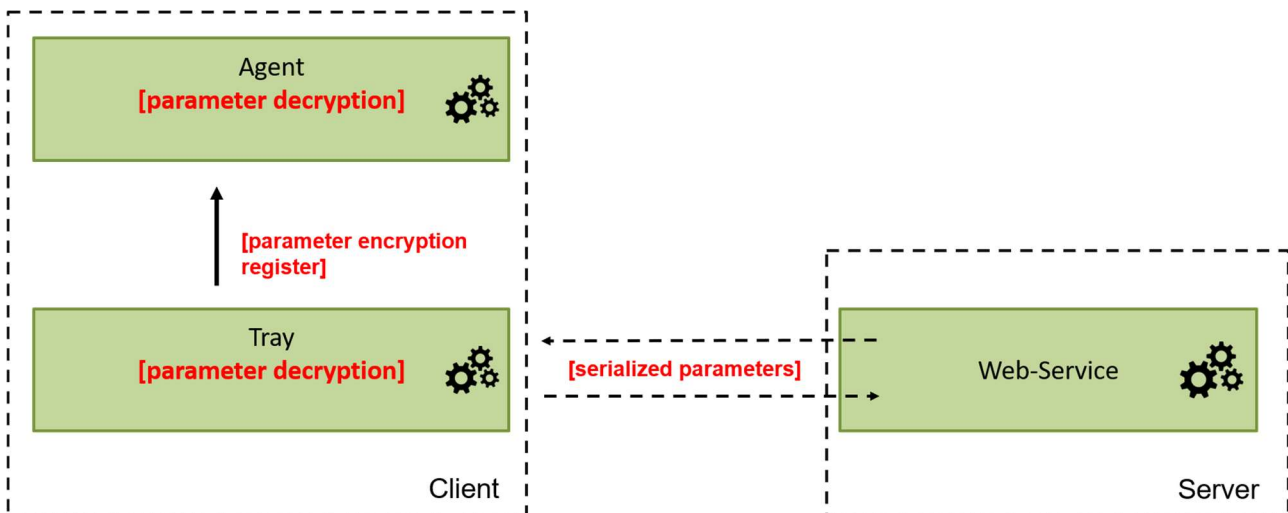 Agent
[parameter decryption]
[parameter encryption
register]
Tray
[parameter decryption]
[serialized parameters]
Web-Service
Client
Server